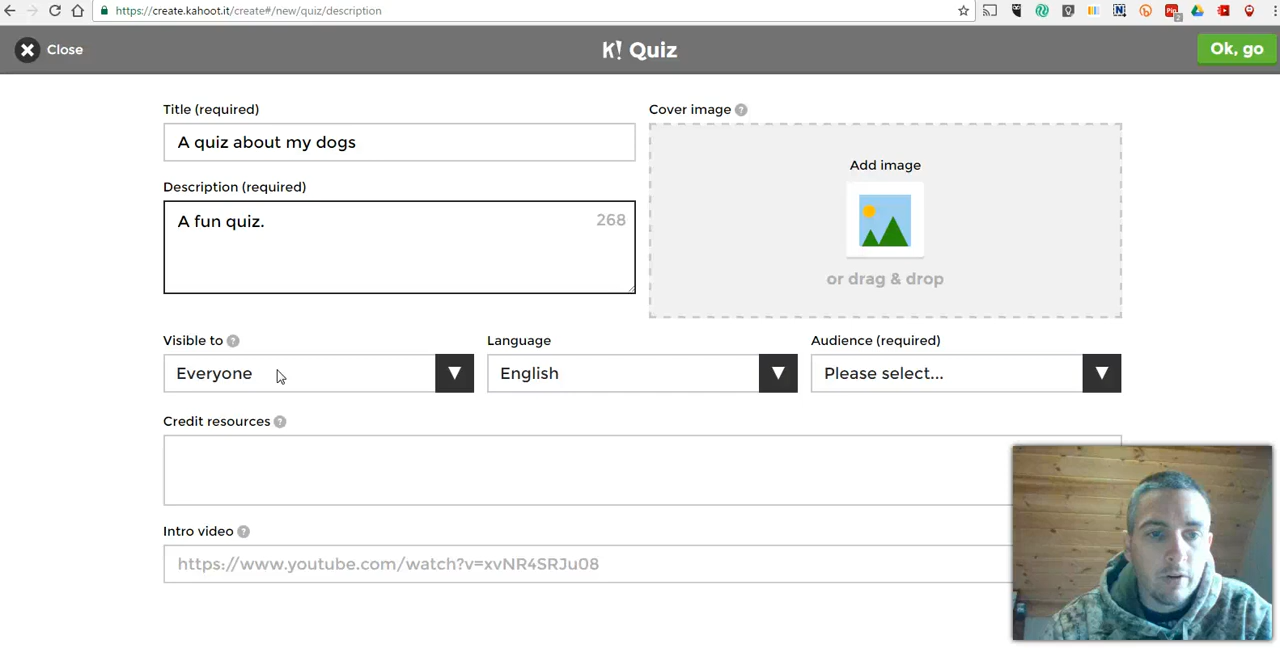 https://create.kahoot.it/create#/new/quiz/description
Close
K! Quiz
Ok, go
Title (required)
A quiz about my dogs
Cover image ?
Add image
or drag & drop
Description (required)
A fun quiz.
268
Visible to ?
Everyone
Language
English
Audience (required)
Please select...
Credit resources ?
Intro video ?
https://www.youtube.com/watch?v=xvNR4SRJu08